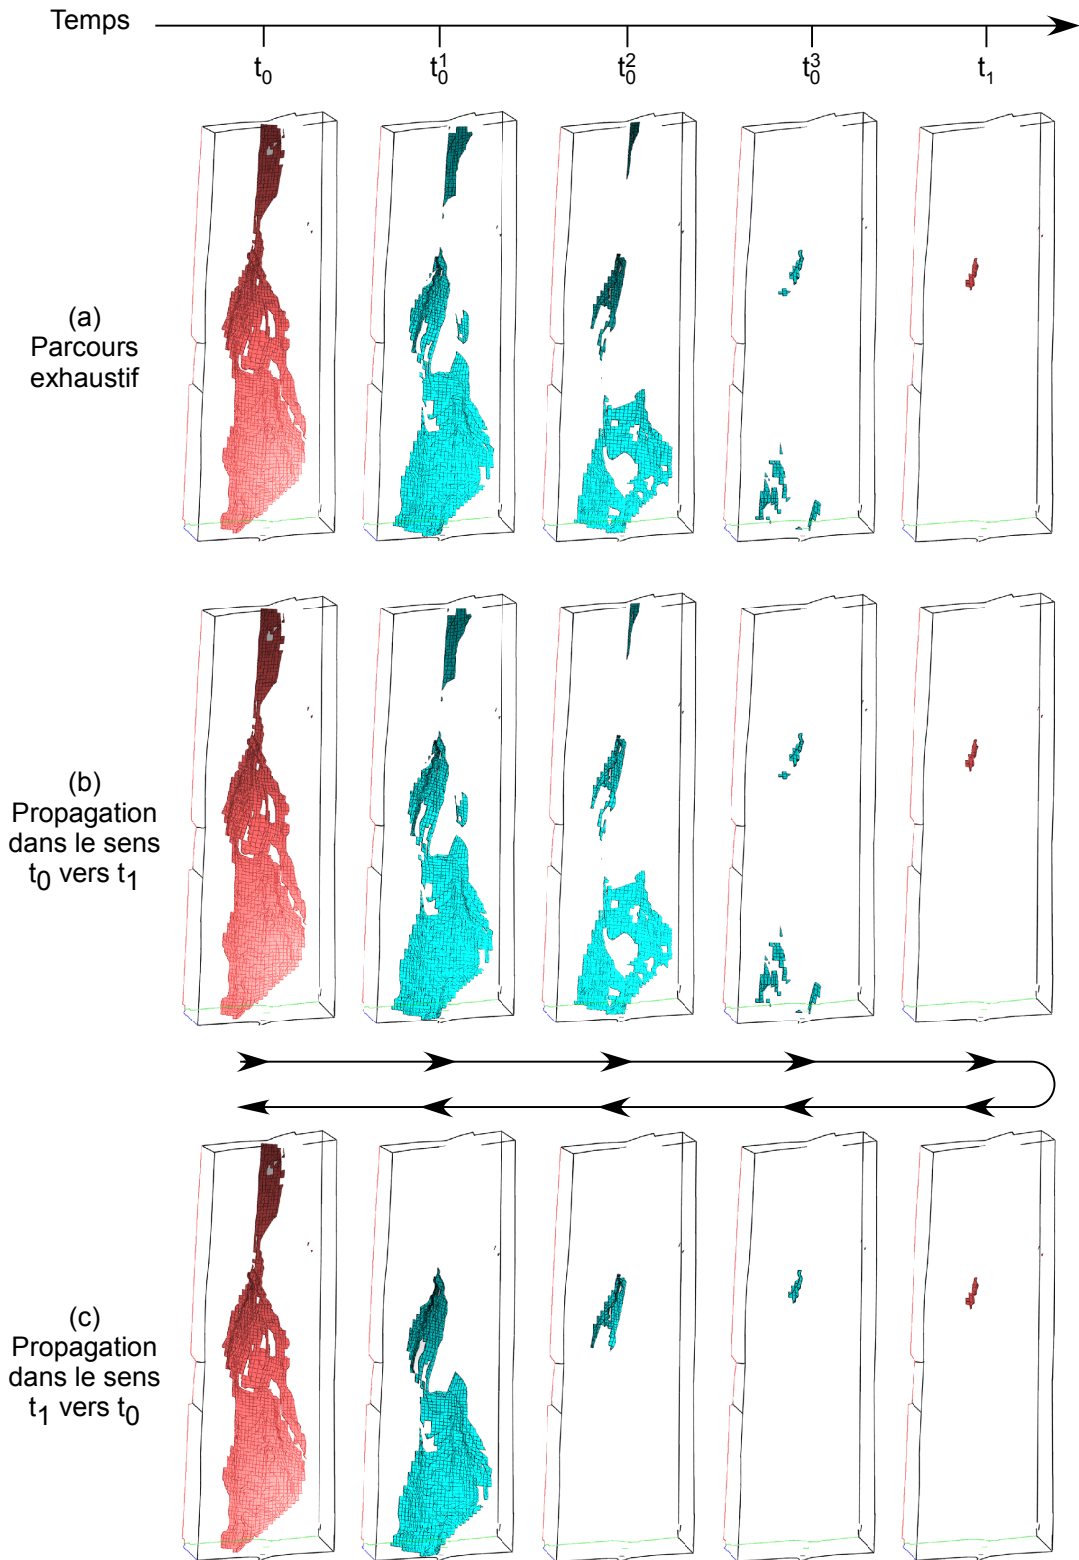 Temps
t₀ t₀¹ t₀² t₀³ t₁
(a)
Parcours
exhaustif
(b)
Propagation
dans le sens
t₀ vers t₁
(c)
Propagation
dans le sens
t₁ vers t₀